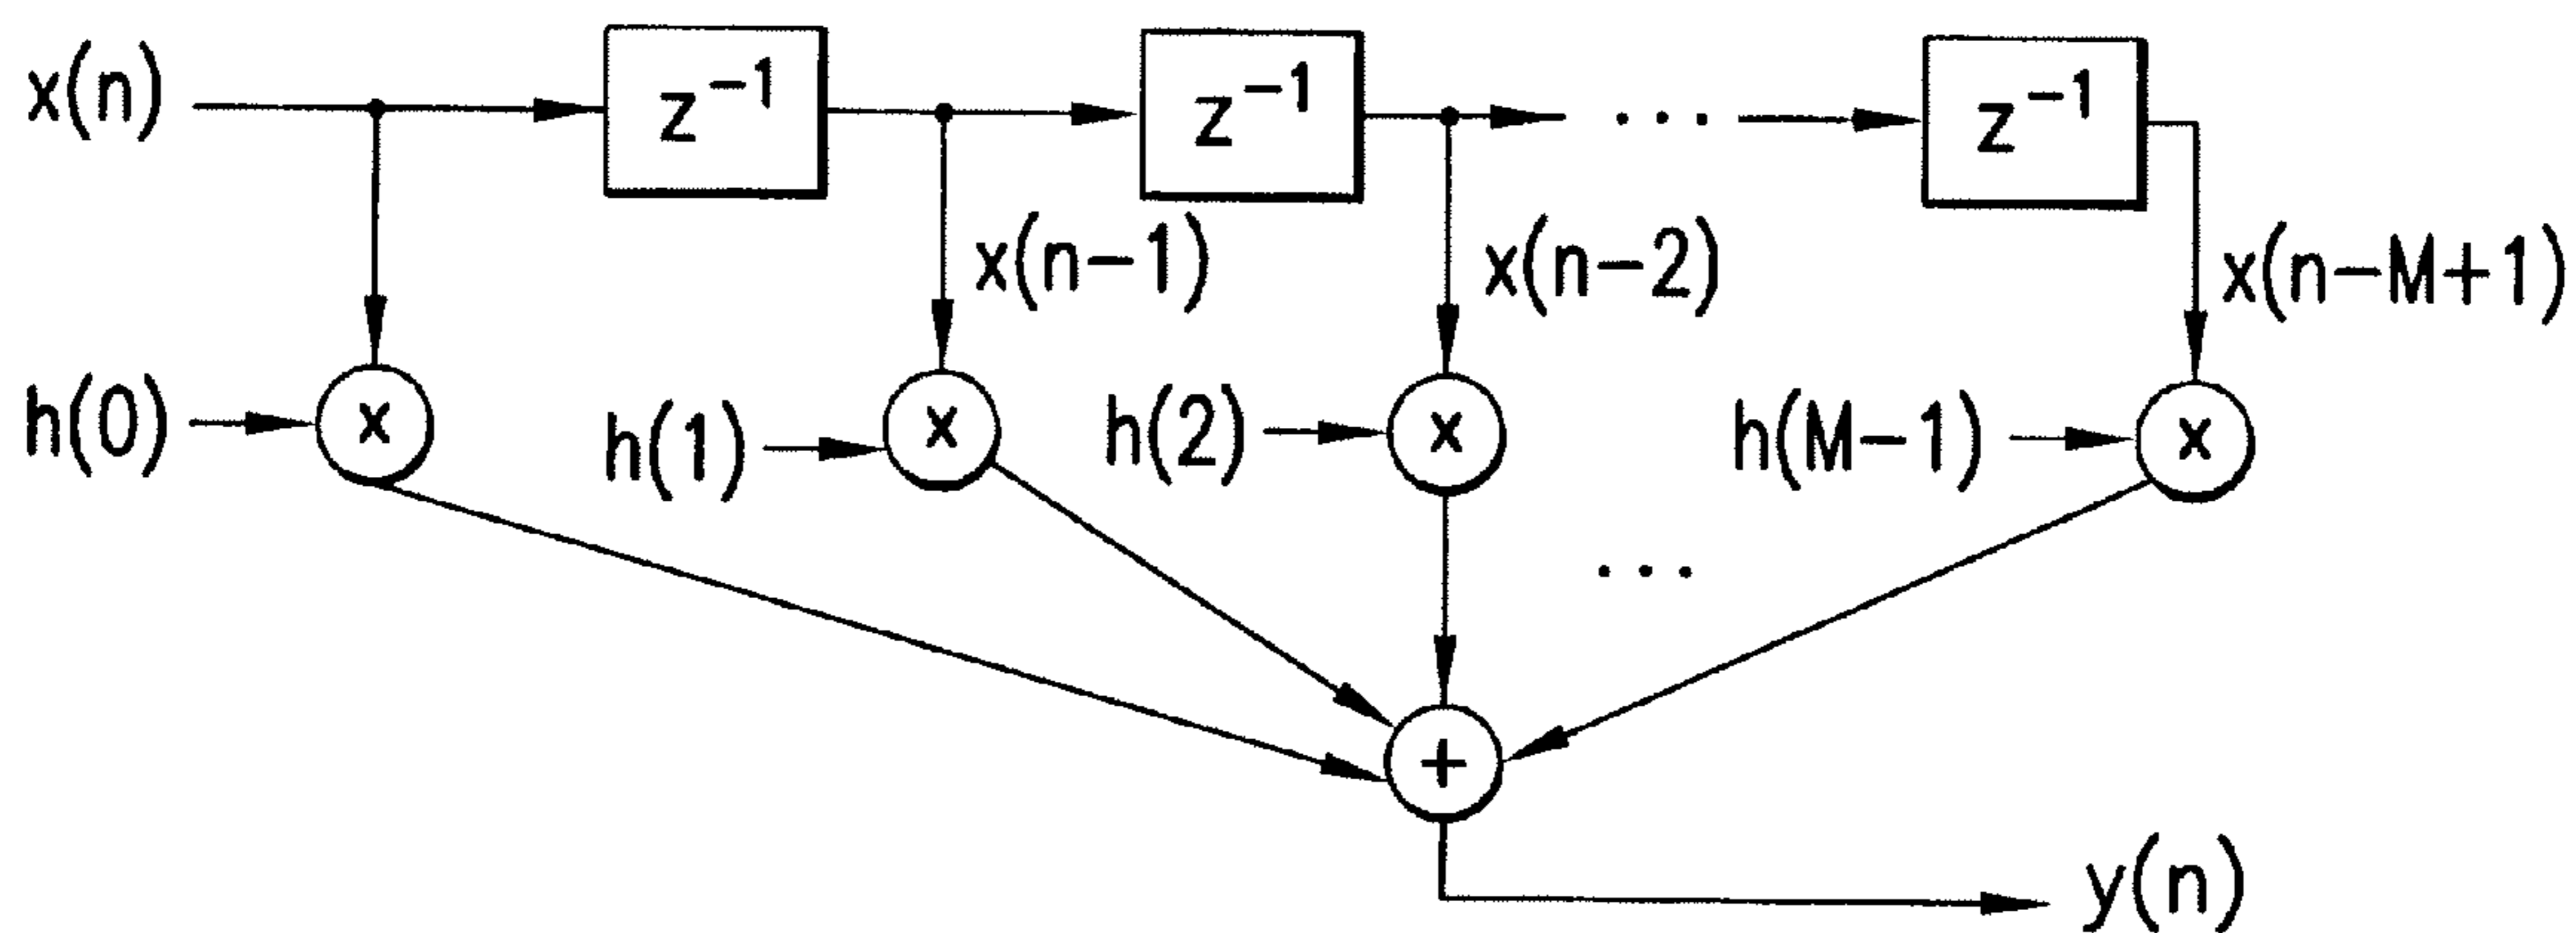 x(n) z⁻¹ z⁻¹ ... z⁻¹
x(n-1) x(n-2) x(n-M+1)
h(0) x h(1) x h(2) x h(M-1) x
...
+
y(n)